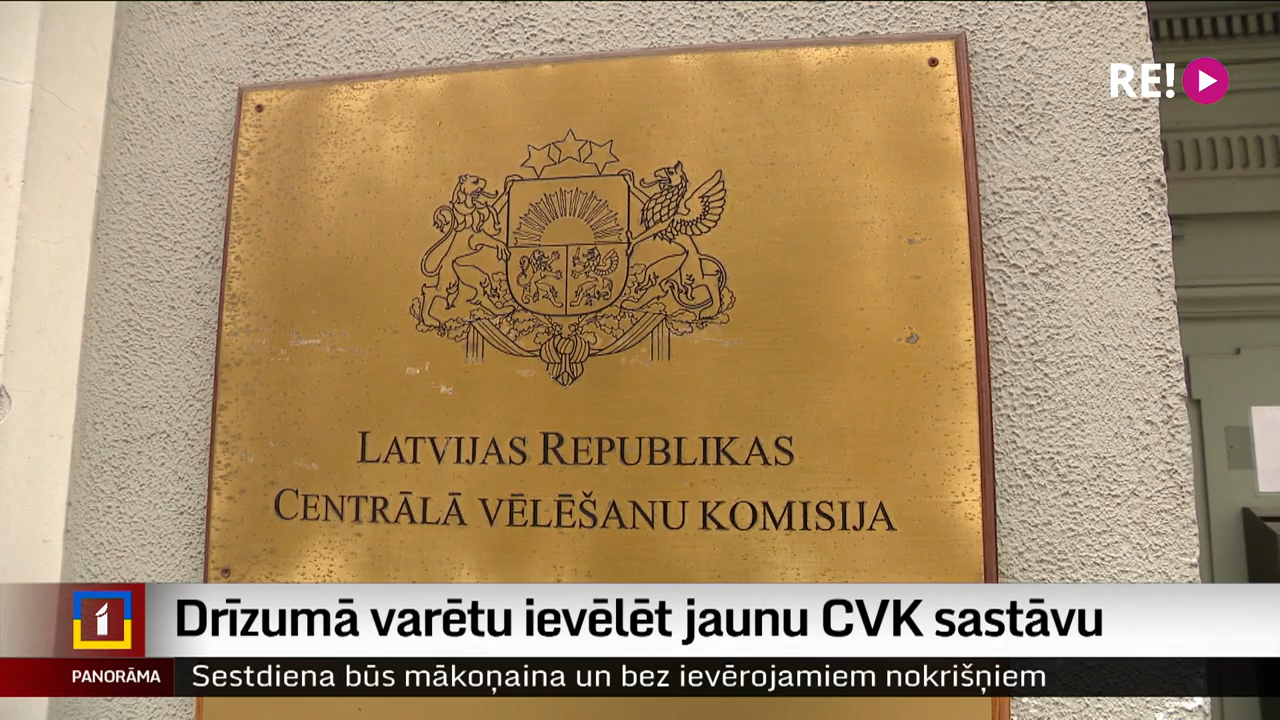 RE!
LATVIJAS REPUBLIKAS
CENTRĀLĀ VĒLĒŠANU KOMISIJA
1
Drīzumā varētu ievēlēt jaunu CVK sastāvu
PANORĀMA
Sestdiena būs mākoņaina un bez ievērojamiem nokrišņiem